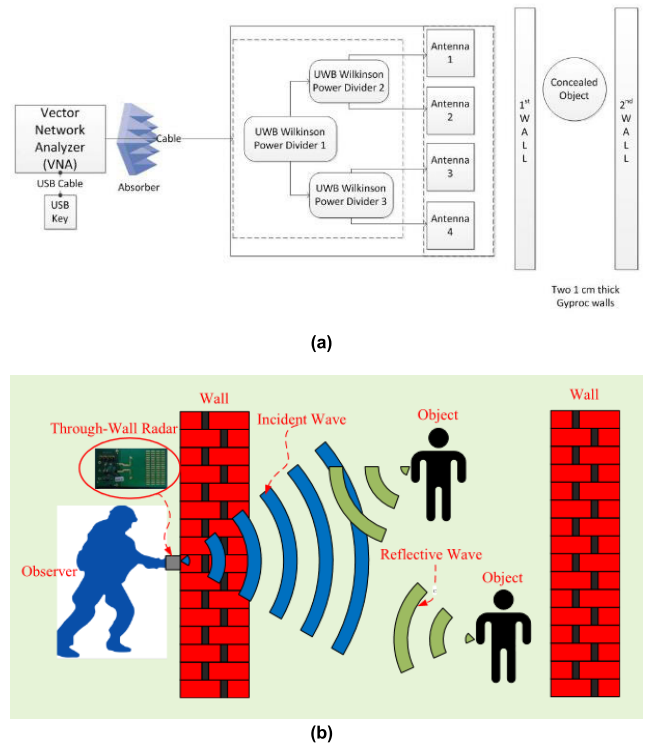 Vector
Network
Analyzer
(VNA)
USB Cable
USB
Key
Absorber
Cable
UWB Wilkinson
Power Divider 1
UWB Wilkinson
Power Divider 2
UWB Wilkinson
Power Divider 3
Antenna
1
Antenna
2
Antenna
3
Antenna
4
1st
W
A
L
L
Concealed
Object
2nd
W
A
L
L
Two 1 cm thick
Gyproc walls
(a)
Wall
Wall
Through-Wall Radar
Incident Wave
Object
Observer
Reflective Wave
Object
(b)